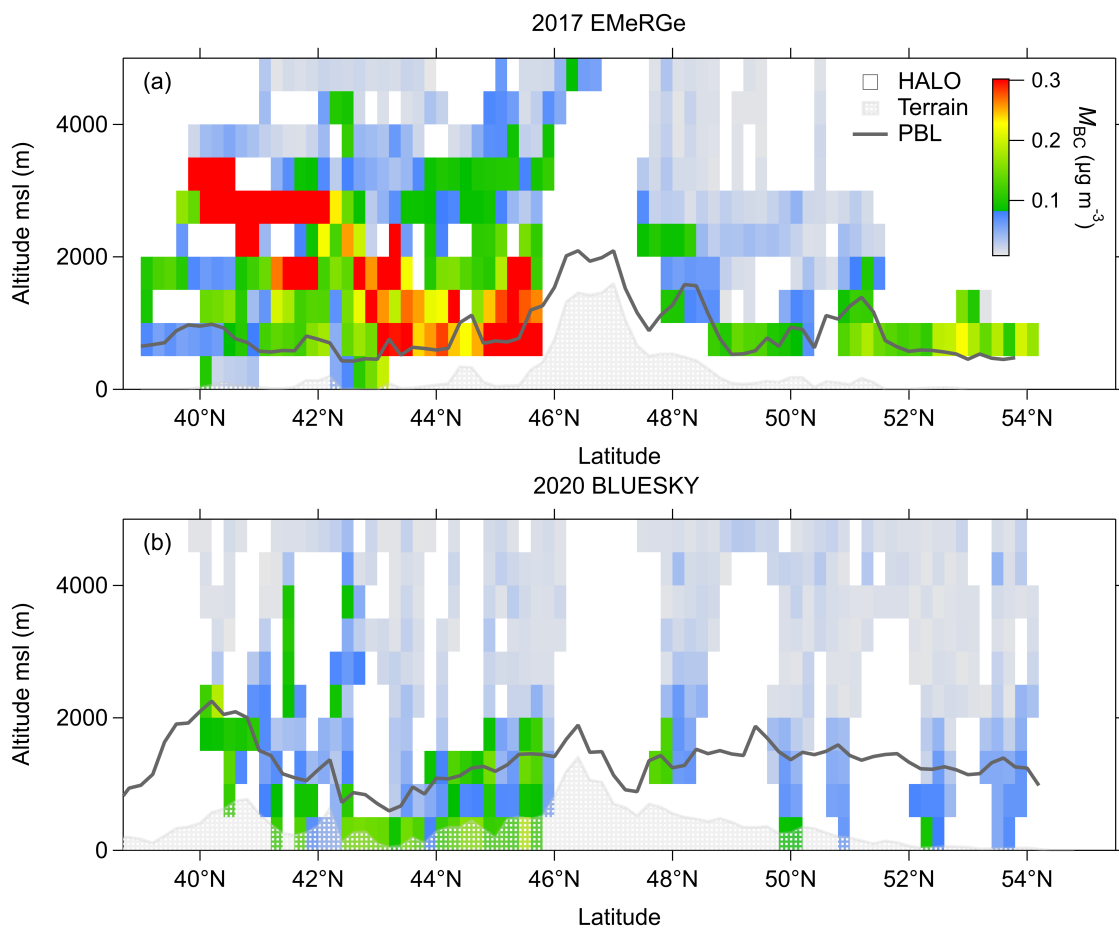 2017 EMeRGe
(a)
HALO
Terrain
PBL
0.3
0.2
0.1
MBC (μg m-3)
4000
2000
0
Altitude msl (m)
40°N 42°N 44°N 46°N 48°N 50°N 52°N 54°N
Latitude
2020 BLUESKY
(b)
4000
2000
0
Altitude msl (m)
40°N 42°N 44°N 46°N 48°N 50°N 52°N 54°N
Latitude